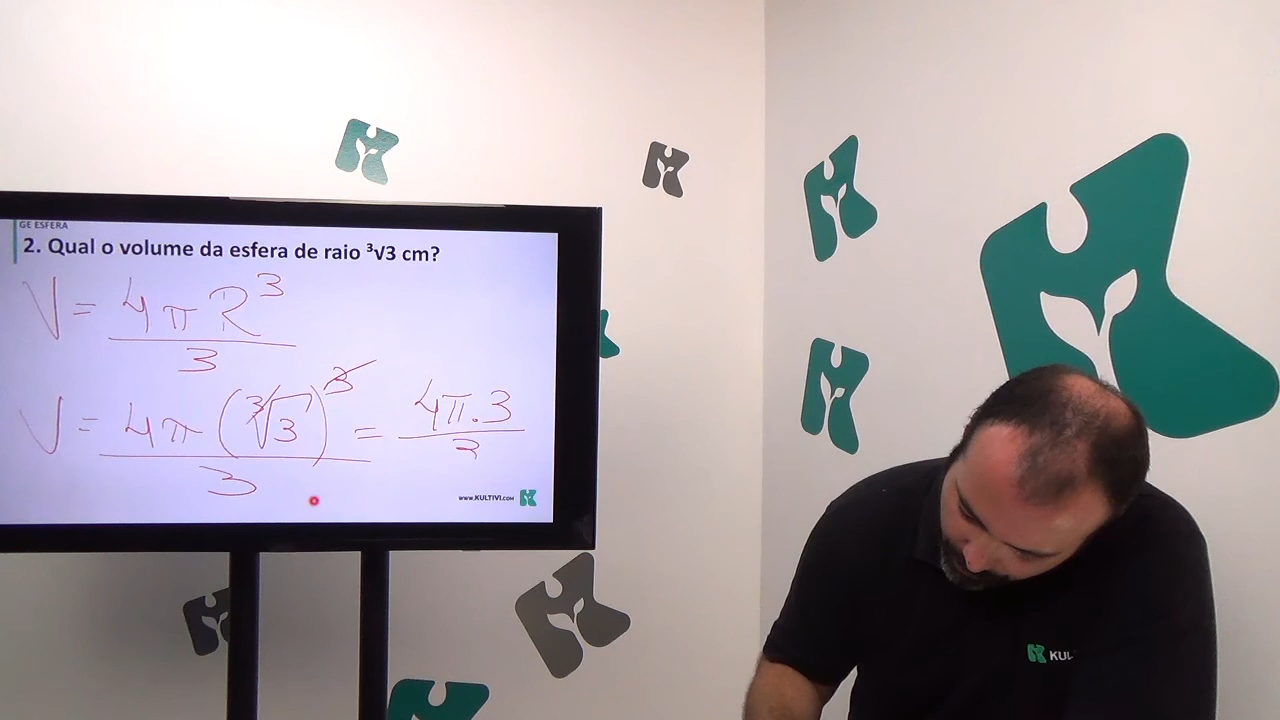 GE ESFERA
2. Qual o volume da esfera de raio ³√3 cm?
V = 4πR³/3
V = 4π(³√3)³/3 = 4π.3/3
WWW.KULTIVI.COM
KUL